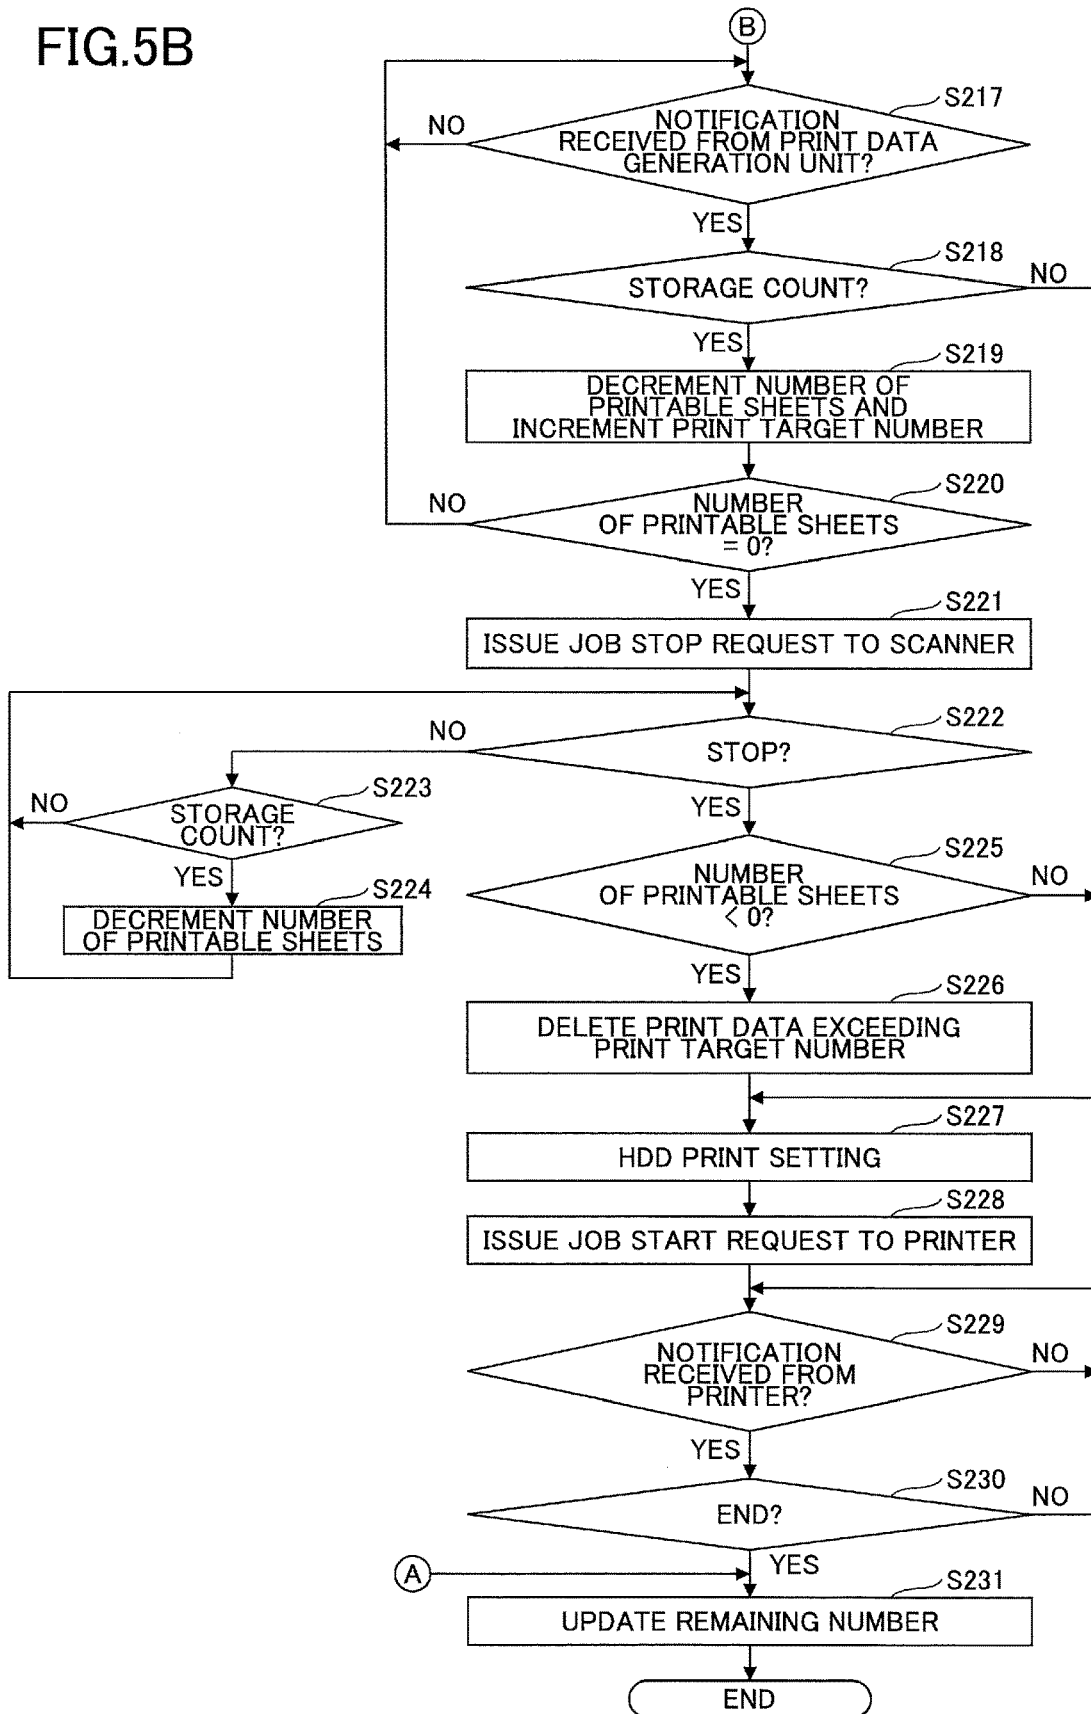 FIG.5B
B
S217
NOTIFICATION
RECEIVED FROM PRINT DATA
GENERATION UNIT?
NO
YES
S218
STORAGE COUNT?
NO
YES
S219
DECREMENT NUMBER OF
PRINTABLE SHEETS AND
INCREMENT PRINT TARGET NUMBER
S220
NUMBER
OF PRINTABLE SHEETS
= 0?
NO
YES
S221
ISSUE JOB STOP REQUEST TO SCANNER
S222
STOP?
NO
YES
S223
STORAGE
COUNT?
NO
YES
S224
DECREMENT NUMBER
OF PRINTABLE SHEETS
S225
NUMBER
OF PRINTABLE SHEETS
< 0?
NO
YES
S226
DELETE PRINT DATA EXCEEDING
PRINT TARGET NUMBER
S227
HDD PRINT SETTING
S228
ISSUE JOB START REQUEST TO PRINTER
S229
NOTIFICATION
RECEIVED FROM
PRINTER?
NO
YES
S230
END?
NO
YES
A
S231
UPDATE REMAINING NUMBER
END